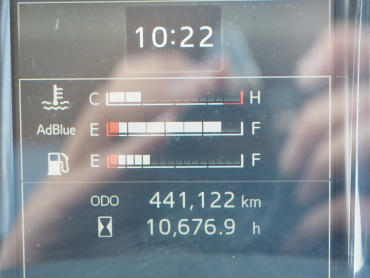 10:22
C H
AdBlue E F
E F
ODO 441,122 km
10,676.9 h